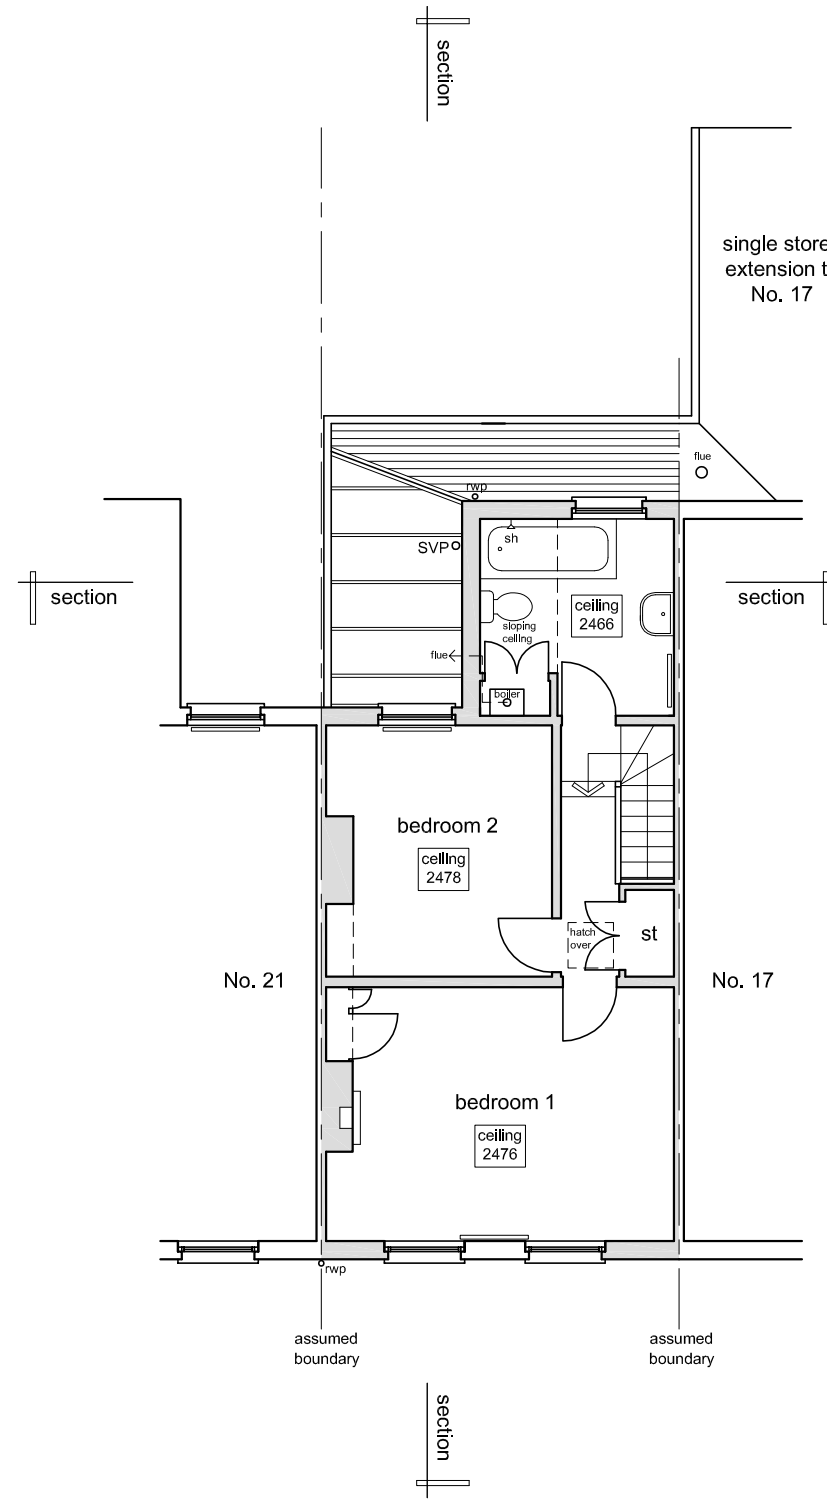 section
single store
extension t
No. 17
flue
rwp
SVP
sh
section
section
ceiling
2466
sloping
ceiling
flue
boiler
bedroom 2
ceiling
2478
hatch
over
st
No. 21
No. 17
bedroom 1
ceiling
2476
rwp
assumed
boundary
assumed
boundary
section